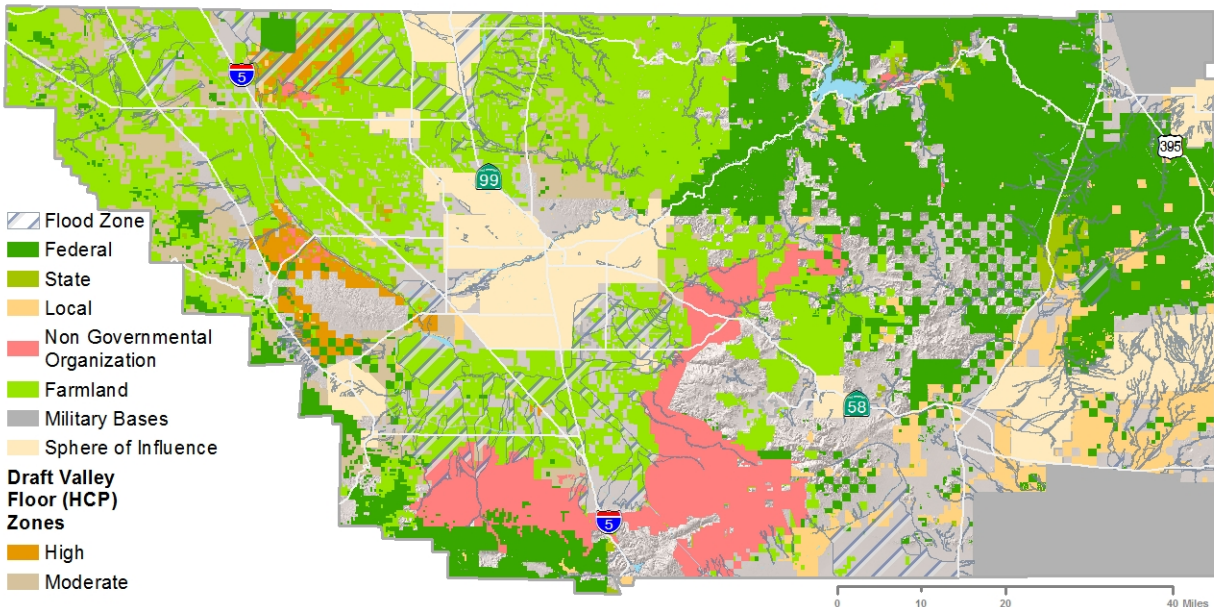 5
395
99
Flood Zone
Federal
State
Local
Non Governmental
Organization
Farmland
Military Bases
Sphere of Influence
Draft Valley
Floor (HCP)
Zones
High
Moderate
58
5
0 10 20 40 Miles